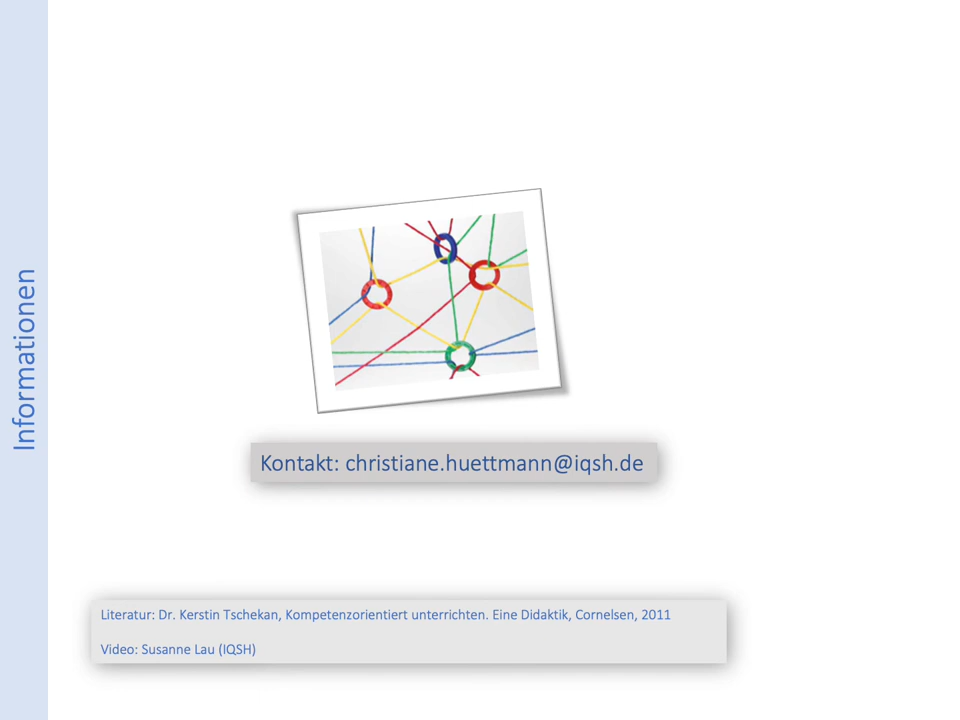 Informationen
Kontakt: christiane.huettmann@iqsh.de
Literatur: Dr. Kerstin Tschekan, Kompetenzorientiert unterrichten. Eine Didaktik, Cornelsen, 2011
Video: Susanne Lau (IQSH)